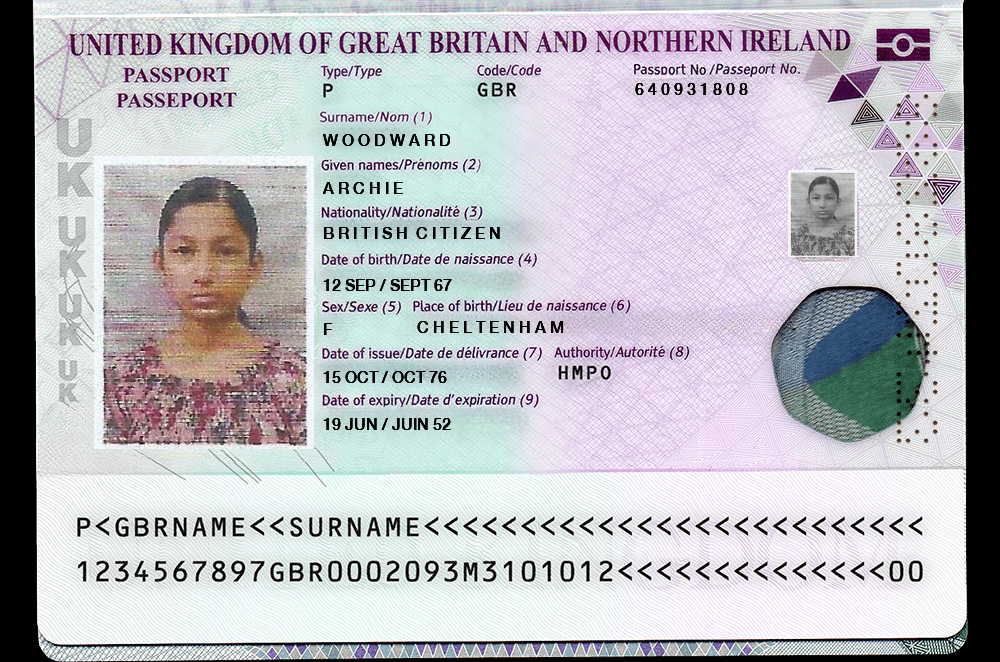 UNITED KINGDOM OF GREAT BRITAIN AND NORTHERN IRELAND
PASSPORT
PASSEPORT
Type/Type
P
Code/Code
GBR
Passport No /Passeport No.
640931808
Surname/Nom (1)
WOODWARD
Given names/Prénoms (2)
ARCHIE
Nationality/Nationalité (3)
BRITISH CITIZEN
Date of birth/Date de naissance (4)
12 SEP / SEPT 67
Sex/Sexe (5)
F
Place of birth/Lieu de naissance (6)
CHELTENHAM
Date of issue/Date de délivrance (7)
15 OCT / OCT 76
Authority/Autorité (8)
HMPO
Date of expiry/Date d'expiration (9)
19 JUN / JUIN 52
UK
UK
UK
UK
P<GBRNAME<<SURNAME<<<<<<<<<<<<<<<<<<<<<<<<<<
1234567897GBR0002093M3101012<<<<<<<<<<<<<<00